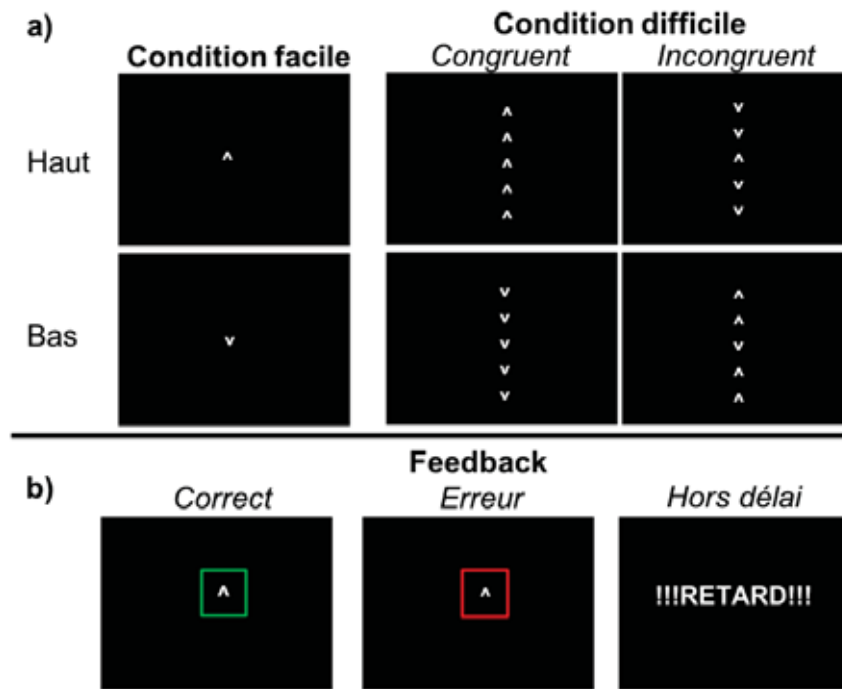 a)
Condition facile
Condition difficile
Congruent
Incongruent
Haut
Bas
b)
Feedback
Correct
Erreur
Hors délai
!!!RETARD!!!